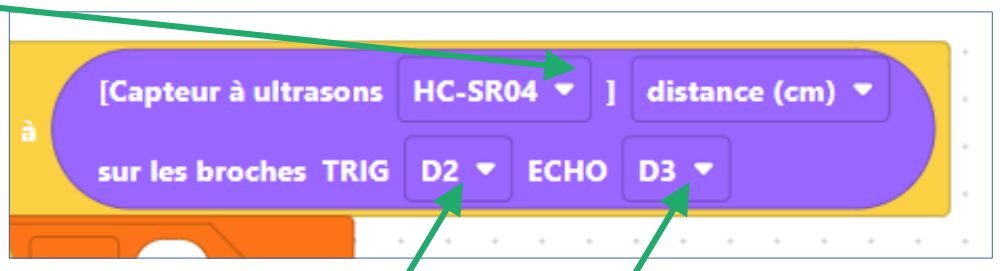 [Capteur à ultrasons HC-SR04 ] distance (cm)
à
sur les broches TRIG D2 ECHO D3